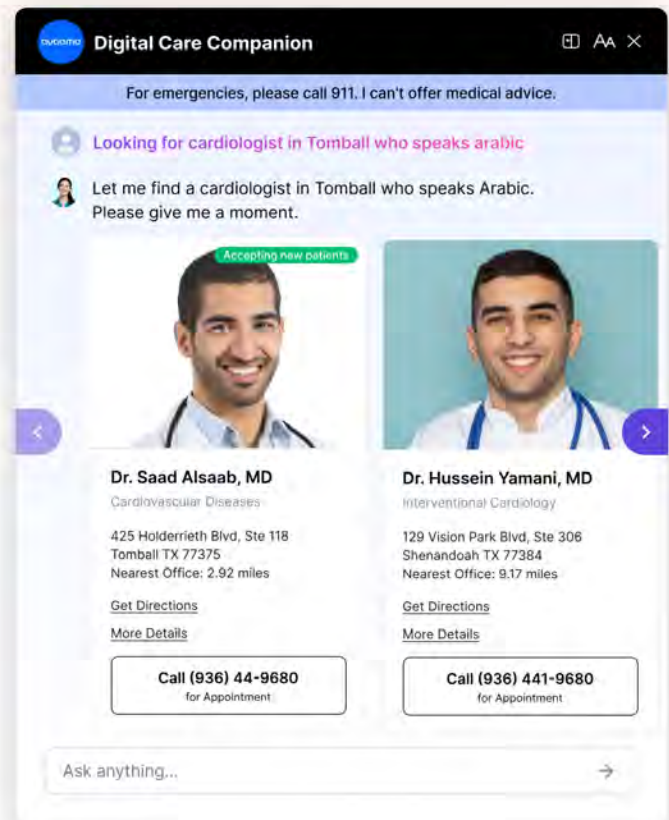 Digital Care Companion
AA
For emergencies, please call 911. I can't offer medical advice.
Looking for cardiologist in Tomball who speaks arabic
Let me find a cardiologist in Tomball who speaks Arabic.
Please give me a moment.
Accepting new patients
Dr. Saad Alsaab, MD
Cardiovascular Diseases
425 Holderrieth Blvd, Ste 118
Tomball TX 77375
Nearest Office: 2.92 miles
Get Directions
More Details
Call (936) 44-9680
for Appointment
Dr. Hussein Yamani, MD
Interventional Cardiology
129 Vision Park Blvd, Ste 306
Shenandoah TX 77384
Nearest Office: 9.17 miles
Get Directions
More Details
Call (936) 441-9680
for Appointment
Ask anything...